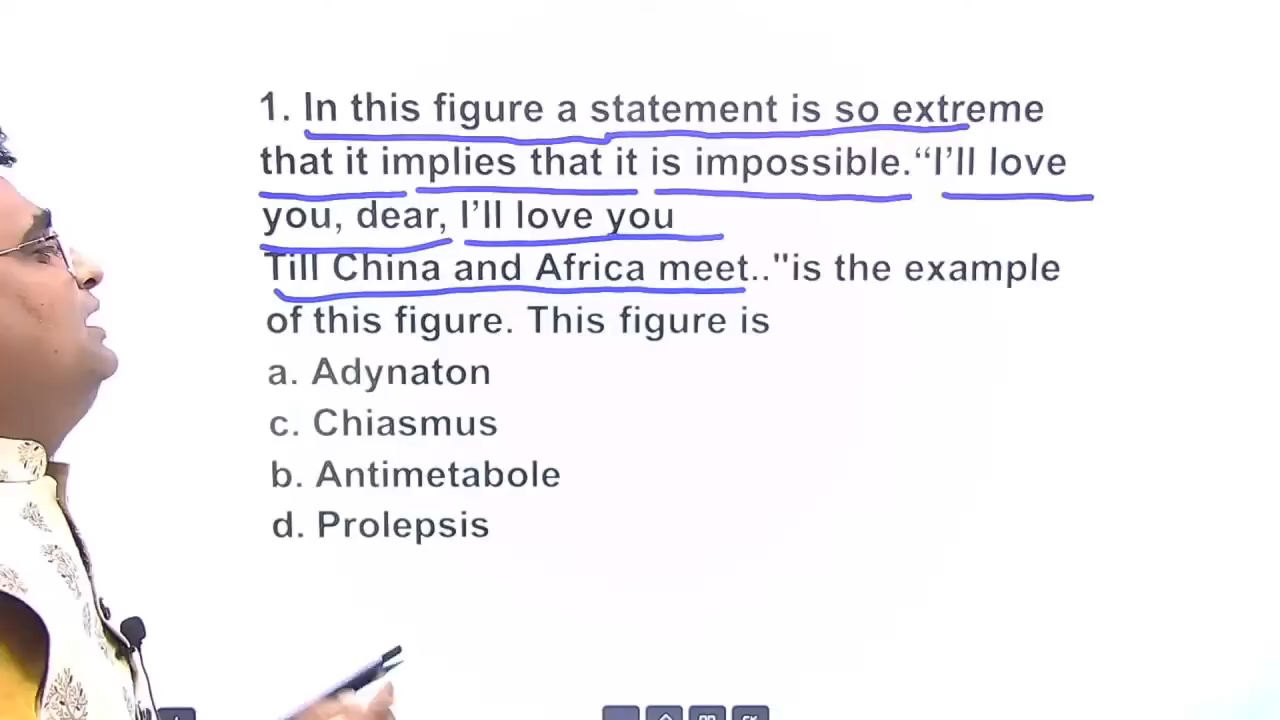 1. In this figure a statement is so extreme
that it implies that it is impossible.“I’ll love
you, dear, I’ll love you
Till China and Africa meet.."is the example
of this figure. This figure is
a. Adynaton
c. Chiasmus
b. Antimetabole
d. Prolepsis